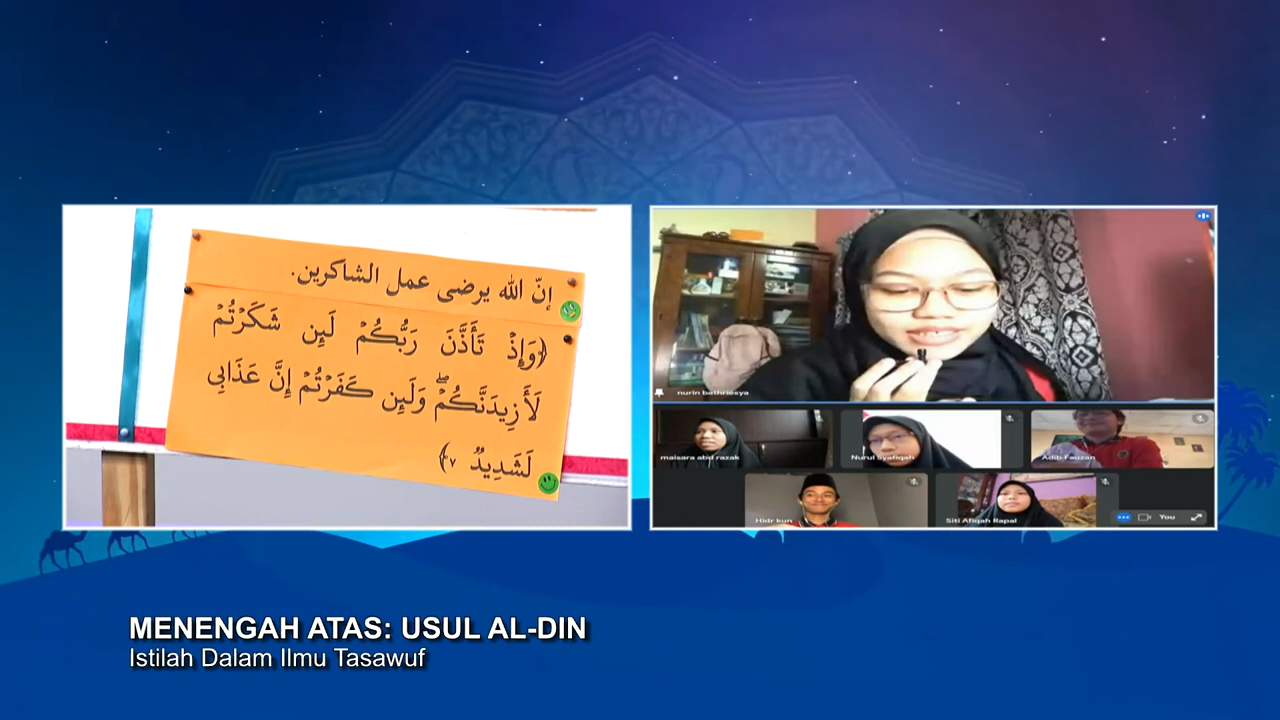 إنّ الله يرضى عمل الشاكرين.
﴿وَإِذْ تَأَذَّنَ رَبُّكُمْ لَئِن شَكَرْتُمْ
لَأَزِيدَنَّكُمْ ۖ وَلَئِن كَفَرْتُمْ إِنَّ عَذَابِي
لَشَدِيدٌ ٧﴾
nurin bathriesya
maisara abd razak
Nurul Syafiqah
Adib Fauzan
Hidr kun
Siti Afiqah Rapal
You
MENENGAH ATAS: USUL AL-DIN
Istilah Dalam Ilmu Tasawuf